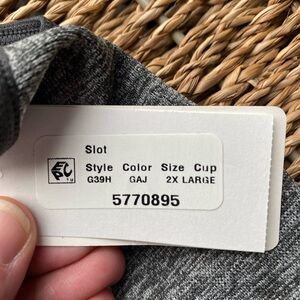 Slot
Style Color Size Cup
G39H GAJ 2X LARGE
5770895